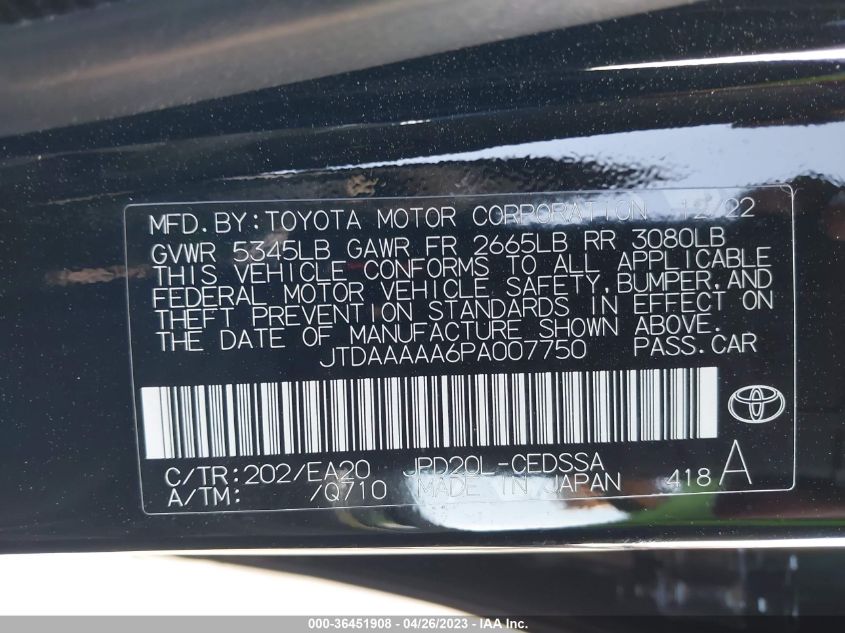 MFD. BY: TOYOTA MOTOR CORPORATION 12/22
GVWR 5345LB GAWR FR 2665LB RR 3080LB
THIS VEHICLE CONFORMS TO ALL APPLICABLE
FEDERAL MOTOR VEHICLE SAFETY, BUMPER, AND
THEFT PREVENTION STANDARDS IN EFFECT ON
THE DATE OF MANUFACTURE SHOWN ABOVE.
JTDAAAAA6PA007750 PASS. CAR
C/TR: 202/EA20 JPD20L-CEDSSA
A/TM: /Q710 MADE IN JAPAN 418 A
000-36451908 - 04/26/2023 - IAA Inc.